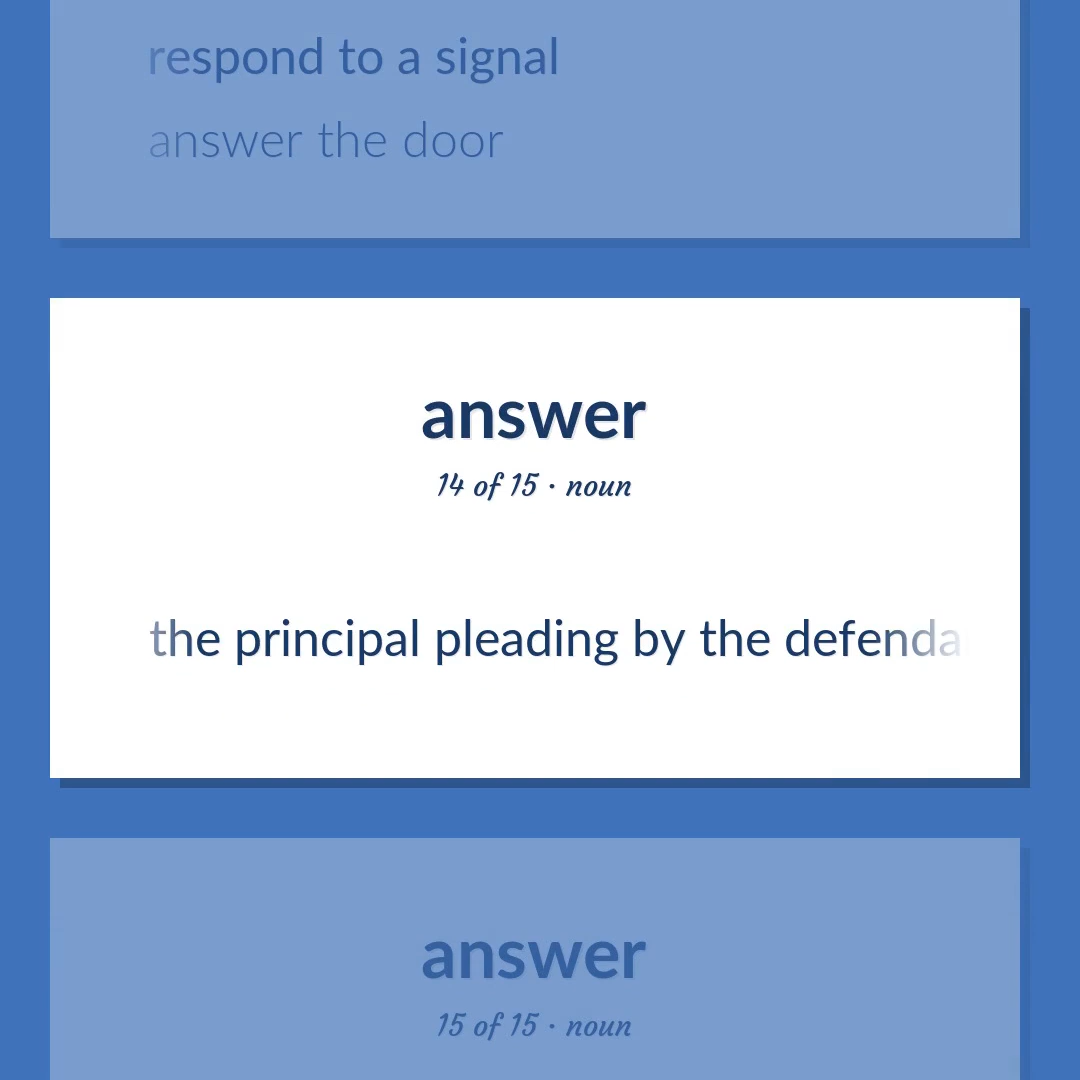 respond to a signal
answer the door
answer
14 of 15 · noun
the principal pleading by the defenda
answer
15 of 15 · noun